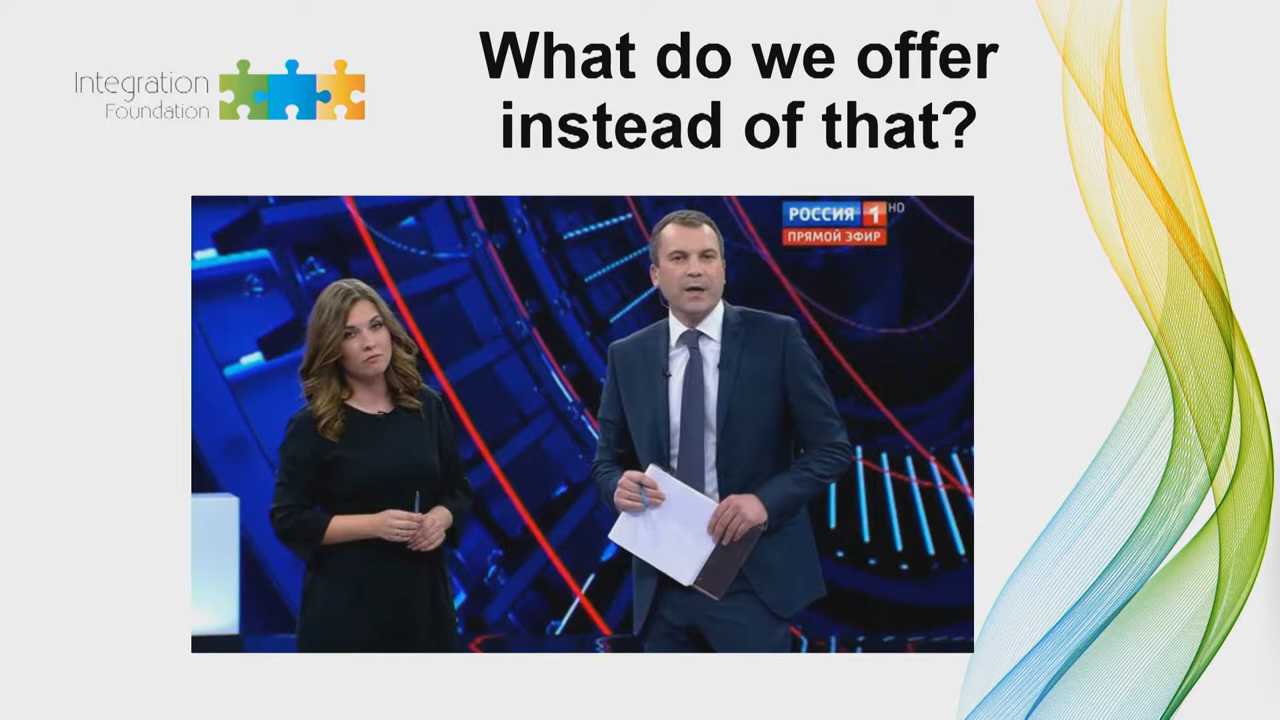 Integration
Foundation
What do we offer
instead of that?
РОССИЯ 1 HD
ПРЯМОЙ ЭФИР